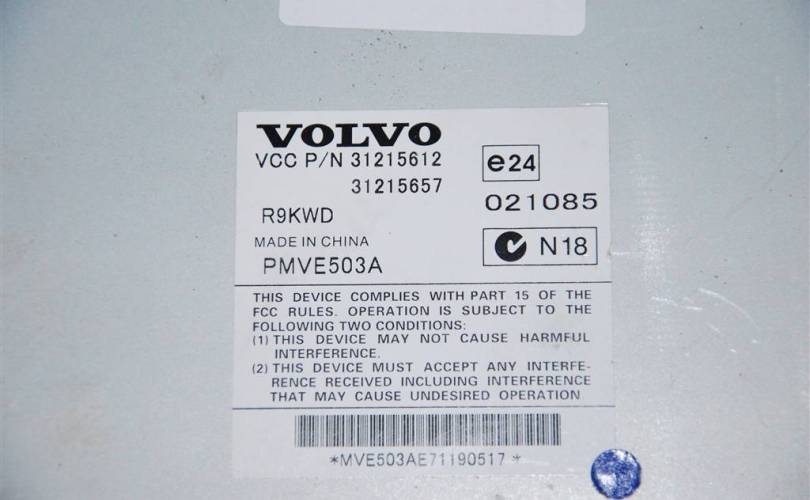 VOLVO
VCC P/N 31215612
31215657
e24
021085
R9KWD
MADE IN CHINA
PMVE503A
N18
THIS DEVICE COMPLIES WITH PART 15 OF THE
FCC RULES. OPERATION IS SUBJECT TO THE
FOLLOWING TWO CONDITIONS:
(1) THIS DEVICE MAY NOT CAUSE HARMFUL
INTERFERENCE.
(2) THIS DEVICE MUST ACCEPT ANY INTERFE-
RENCE RECEIVED INCLUDING INTERFERENCE
THAT MAY CAUSE UNDESIRED OPERATION
*MVE503AE71190517*